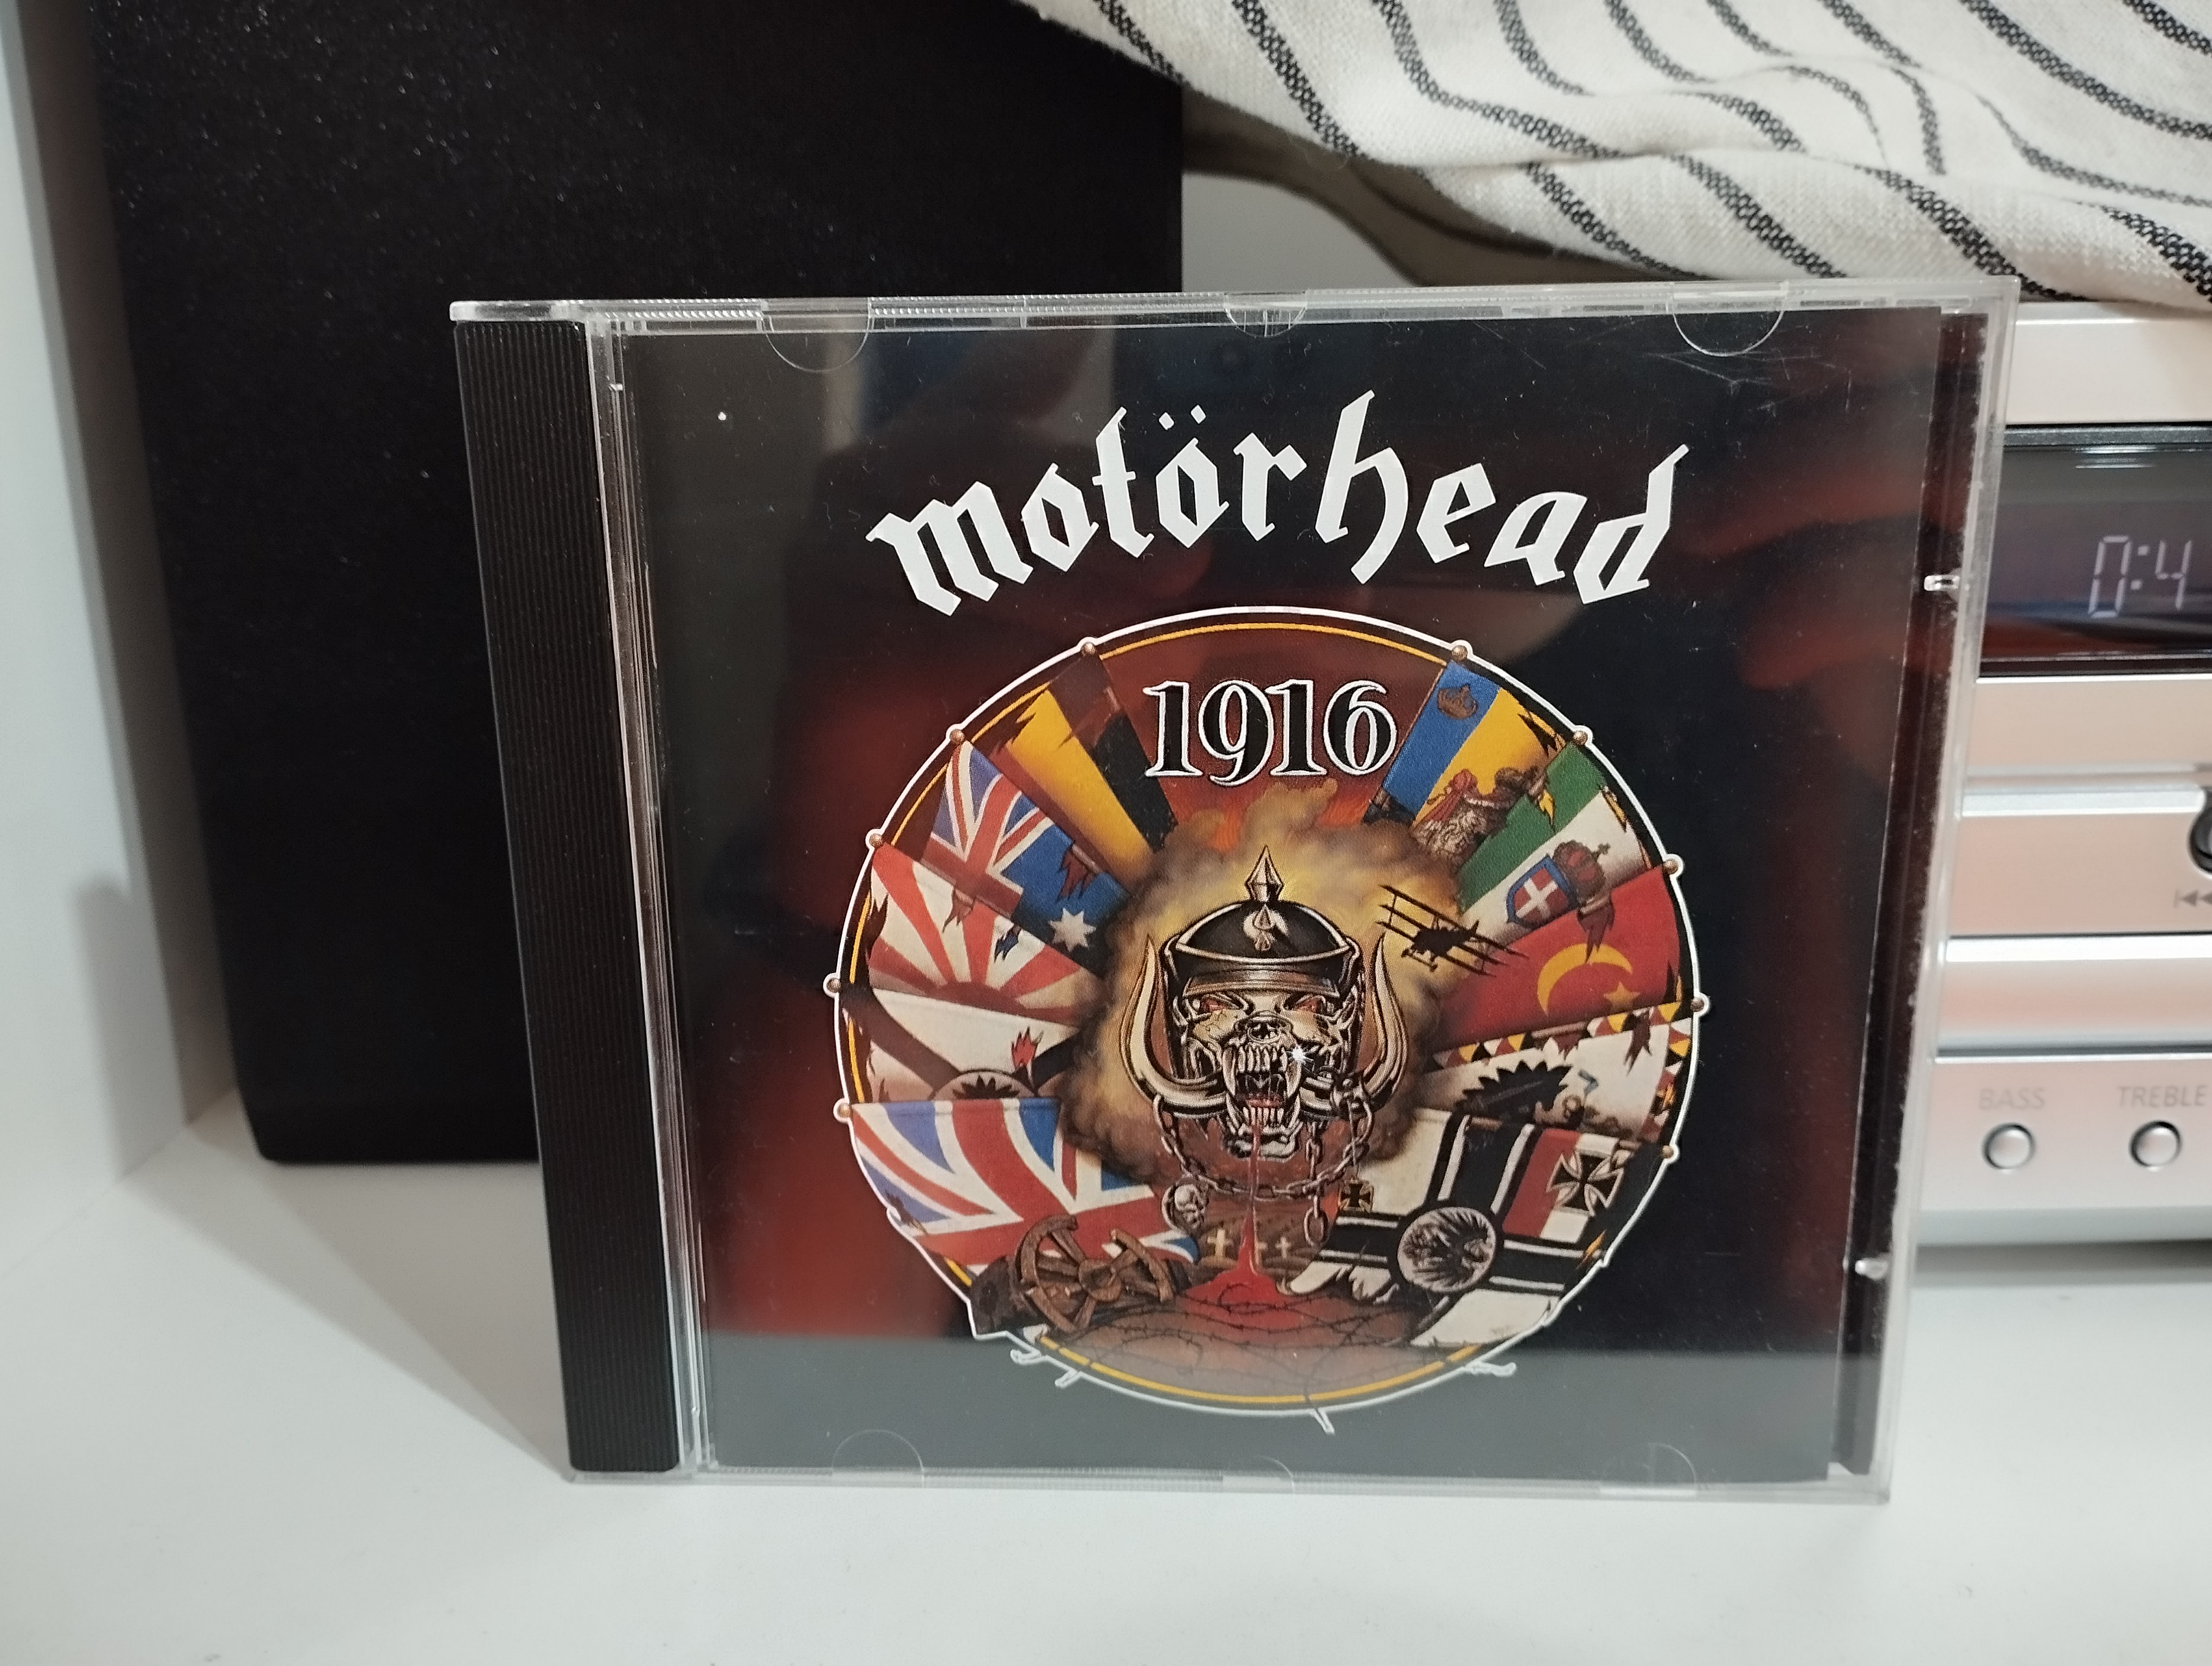 motörhead
1916
0:4
BASS TREBLE